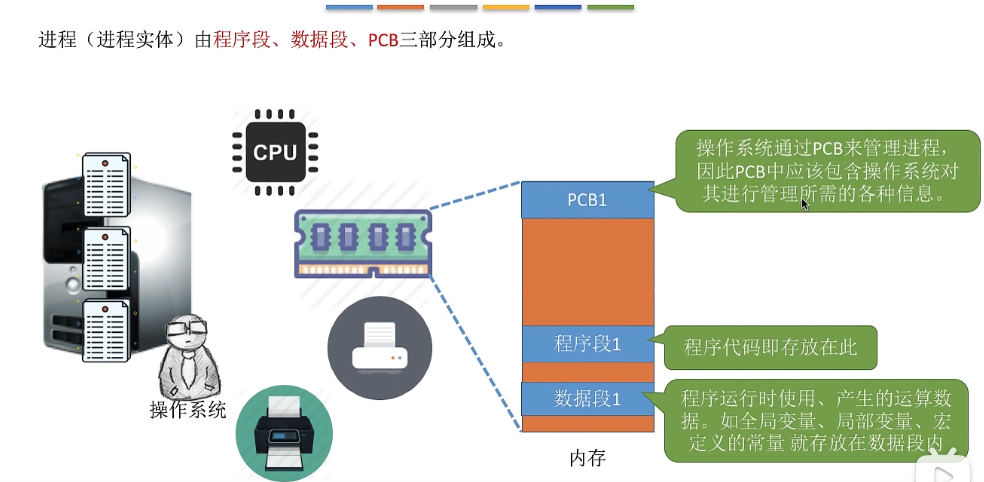 进程（进程实体）由程序段、数据段、PCB三部分组成。
CPU
操作系统
PCB1
程序段1
数据段1
内存
操作系统通过PCB来管理进程，
因此PCB中应该包含操作系统对
其进行管理所需的各种信息。
程序代码即存放在此
程序运行时使用、产生的运算数
据。如全局变量、局部变量、宏
定义的常量 就存放在数据段内